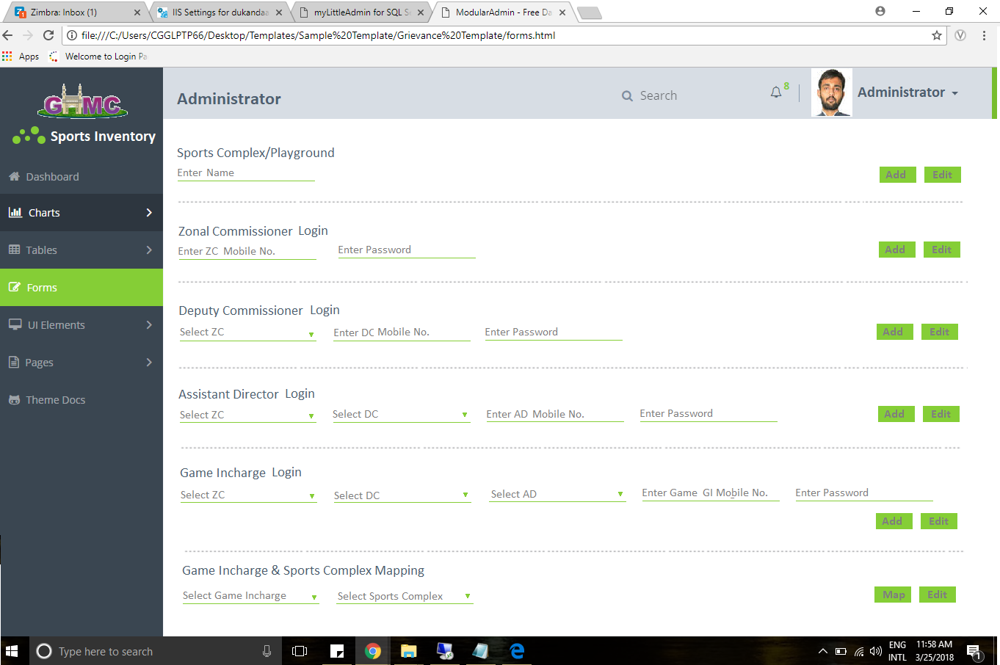 Zimbra: Inbox (1)
IIS Settings for dukandaa
myLittleAdmin for SQL Se
ModularAdmin - Free Da
file:///C:/Users/CGGLPTP66/Desktop/Templates/Sample%20Template/Grievance%20Template/forms.html
Apps
Welcome to Login Pa
GHMC
Sports Inventory
Administrator
Search
8
Administrator
Dashboard
Charts
Tables
Forms
UI Elements
Pages
Theme Docs
Sports Complex/Playground
Enter Name
Add Edit
Zonal Commissioner Login
Enter ZC Mobile No. Enter Password
Add Edit
Deputy Commissioner Login
Select ZC Enter DC Mobile No. Enter Password
Add Edit
Assistant Director Login
Select ZC Select DC Enter AD Mobile No. Enter Password
Add Edit
Game Incharge Login
Select ZC Select DC Select AD Enter Game GI Mobile No. Enter Password
Add Edit
Game Incharge & Sports Complex Mapping
Select Game Incharge Select Sports Complex
Map Edit
Type here to search
ENG
INTL
11:58 AM
3/25/2018
1